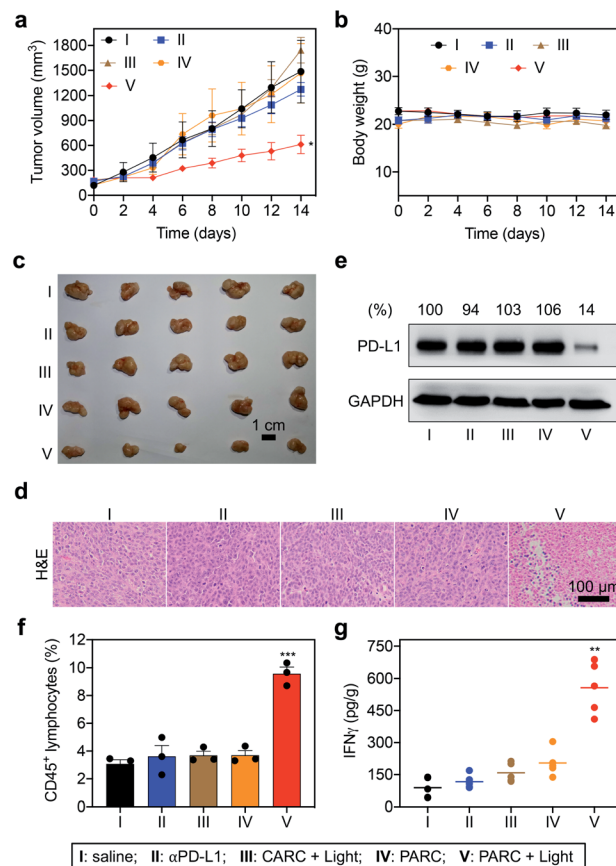 a
Tumor volume (mm³)
1800
1500
1200
900
600
300
0
I
II
III
IV
V
*
0 2 4 6 8 10 12 14
Time (days)
b
Body weight (g)
40
30
20
10
0
I
II
III
IV
V
0 2 4 6 8 10 12 14
Time (days)
c
I
II
III
IV
V
1 cm
e
(%) 100 94 103 106 14
PD-L1
GAPDH
I II III IV V
d
I II III IV V
H&E
100 µm
f
CD45⁺ lymphocytes (%)
12
10
8
6
4
2
0
***
I II III IV V
g
IFNγ (pg/g)
750
600
450
300
150
0
**
I II III IV V
I: saline; II: αPD-L1; III: CARC + Light; IV: PARC; V: PARC + Light